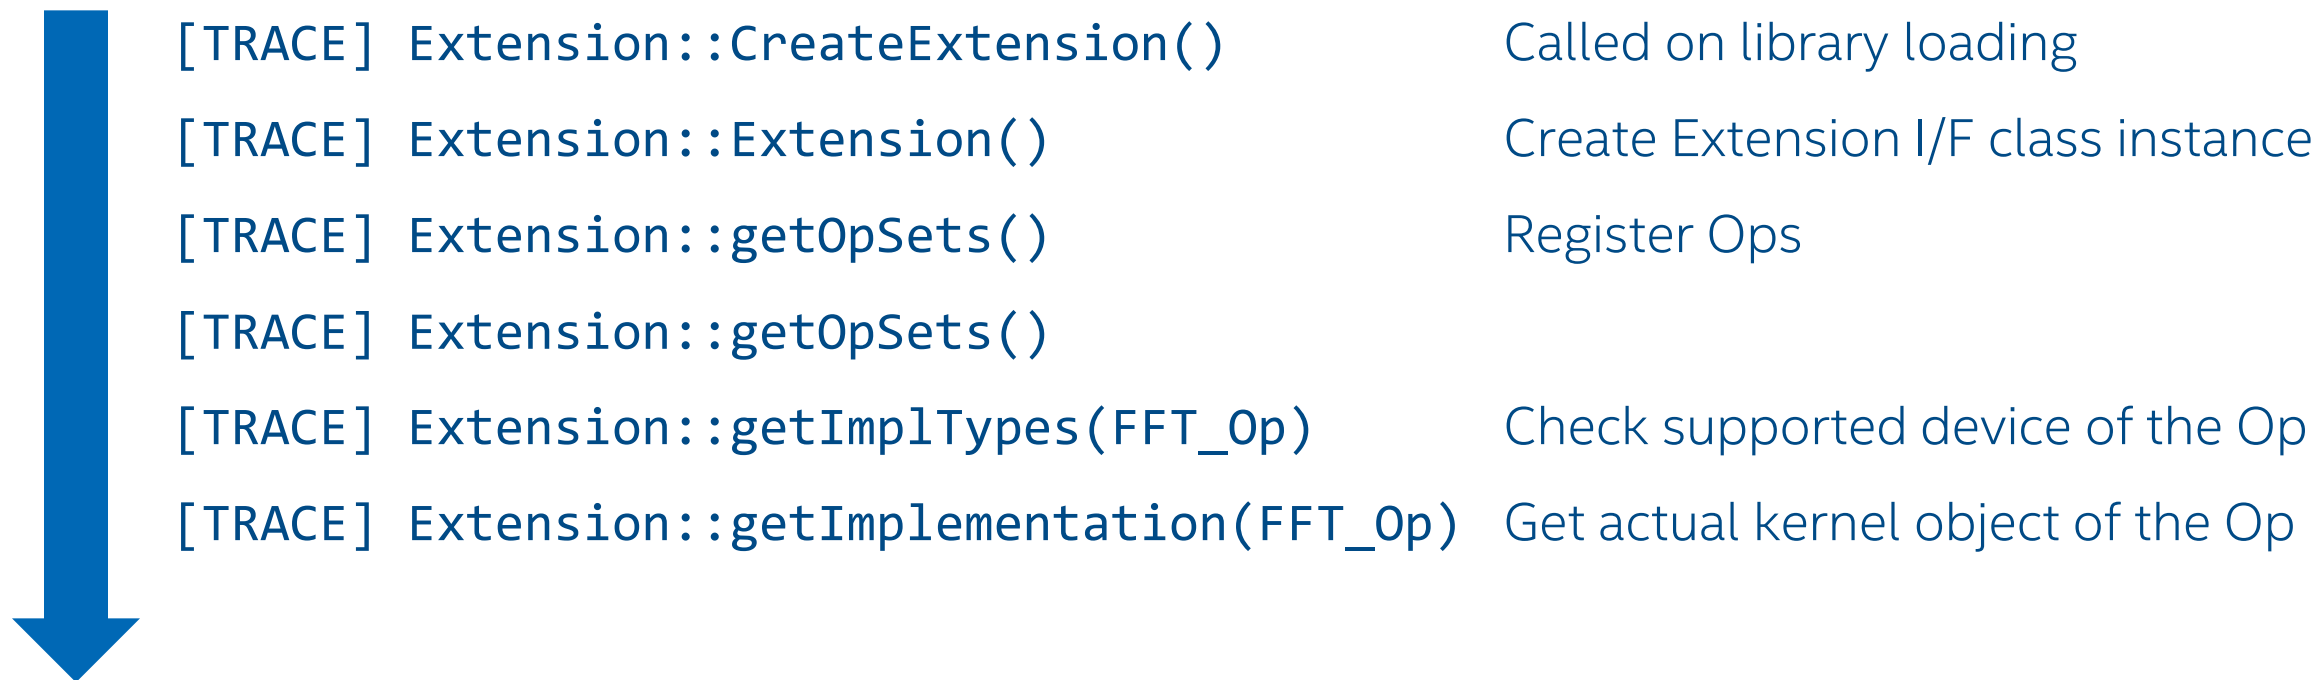 [TRACE] Extension::CreateExtension() Called on library loading
[TRACE] Extension::Extension() Create Extension I/F class instance
[TRACE] Extension::getOpSets() Register Ops
[TRACE] Extension::getOpSets()
[TRACE] Extension::getImplTypes(FFT_Op) Check supported device of the Op
[TRACE] Extension::getImplementation(FFT_Op) Get actual kernel object of the Op